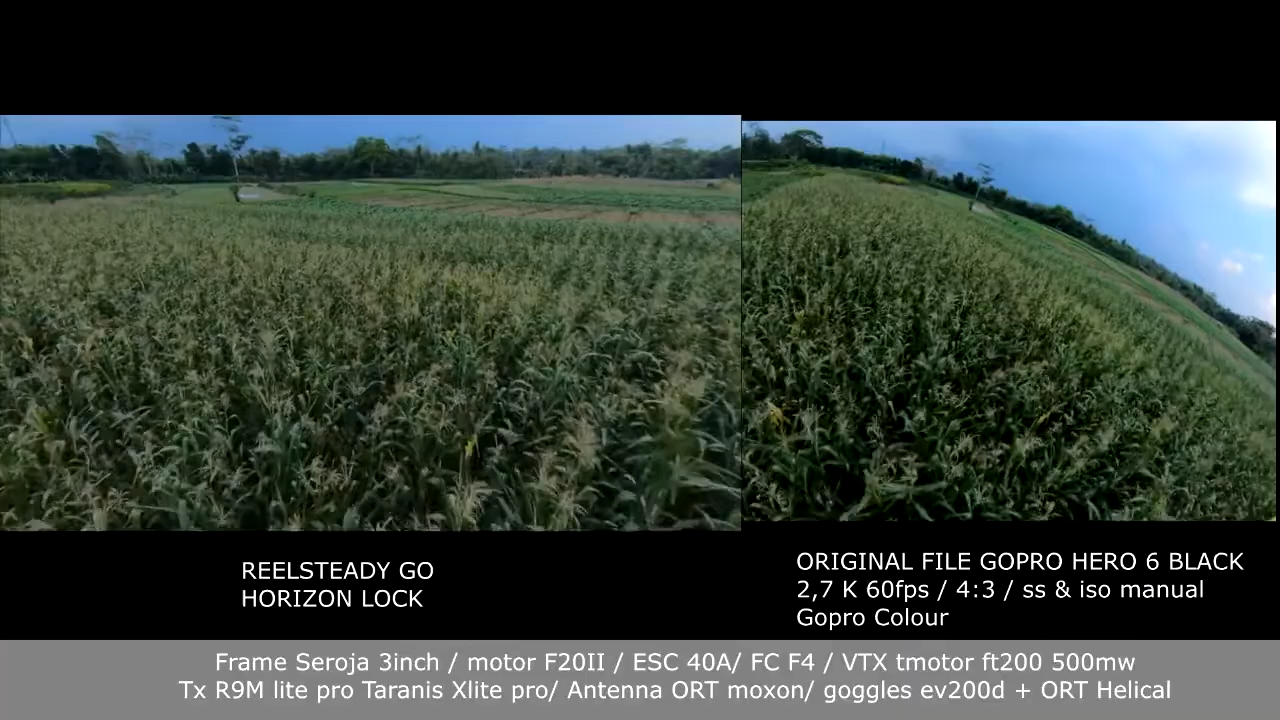 REELSTEADY GO
HORIZON LOCK
ORIGINAL FILE GOPRO HERO 6 BLACK
2,7 K 60fps / 4:3 / ss & iso manual
Gopro Colour
Frame Seroja 3inch / motor F20II / ESC 40A/ FC F4 / VTX tmotor ft200 500mw
Tx R9M lite pro Taranis Xlite pro/ Antenna ORT moxon/ goggles ev200d + ORT Helical